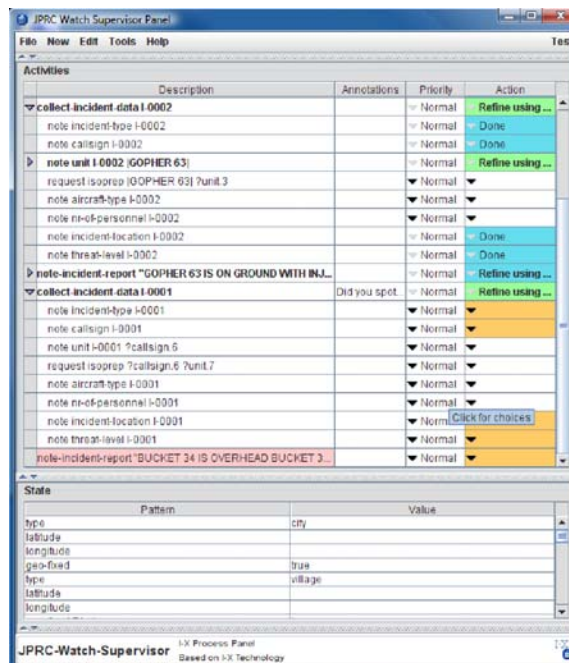 JPRC Watch Supervisor Panel
File New Edit Tools Help Tes
Activities
Description Annotations Priority Action
collect-incident-data I-0002 Normal Refine using ...
note incident-type I-0002 Normal Done
note callsign I-0002 Normal Done
note unit I-0002 |GOPHER 63| Normal Refine using ...
request isoprep |GOPHER 63| ?unit.3 Normal
note aircraft-type I-0002 Normal
note nr-of-personnel I-0002 Normal
note incident-location I-0002 Normal Done
note threat-level I-0002 Normal Done
note-incident-report "GOPHER 63 IS ON GROUND WITH INJ... Normal Refine using ...
collect-incident-data I-0001 Did you spot... Normal Refine using ...
note incident-type I-0001 Normal
note callsign I-0001 Normal
note unit I-0001 ?callsign.6 Normal
request isoprep ?callsign.6 ?unit.7 Normal
note aircraft-type I-0001 Normal
note nr-of-personnel I-0001 Normal
note incident-location I-0001 Norm Click for choices
note threat-level I-0001 Normal
note-incident-report "BUCKET 34 IS OVERHEAD BUCKET 3... Normal
State
Pattern Value
type city
latitude
longitude
geo-fixed true
type village
latitude
longitude
JPRC-Watch-Supervisor I-X Process Panel
Based on I-X Technology